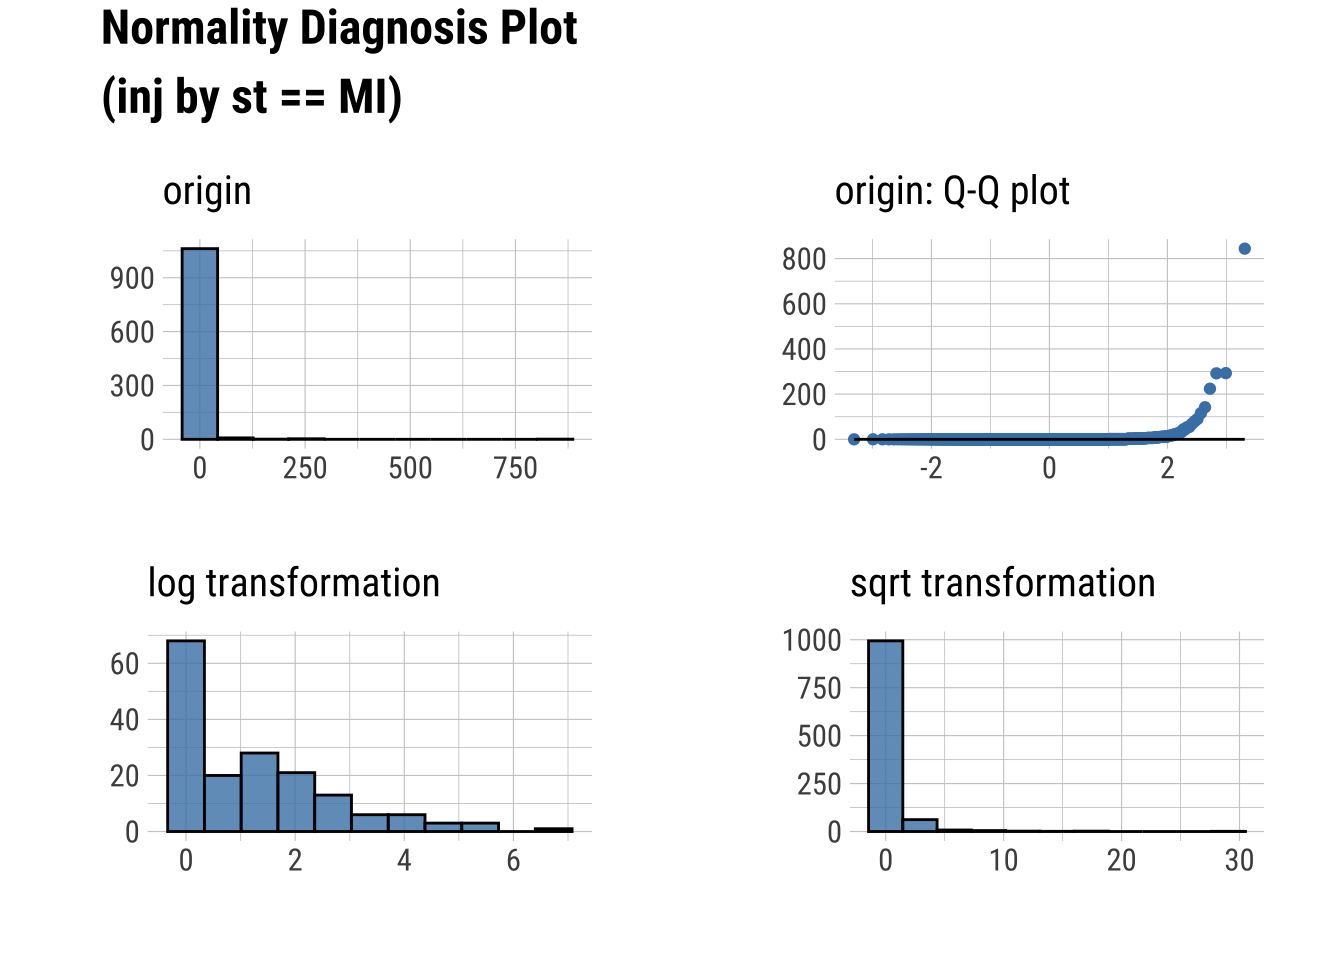 Normality Diagnosis Plot
(inj by st == MI)
origin
900
600
300
0
0 250 500 750
origin: Q-Q plot
800
600
400
200
0
-2 0 2
log transformation
60
40
20
0
0 2 4 6
sqrt transformation
1000
750
500
250
0
0 10 20 30